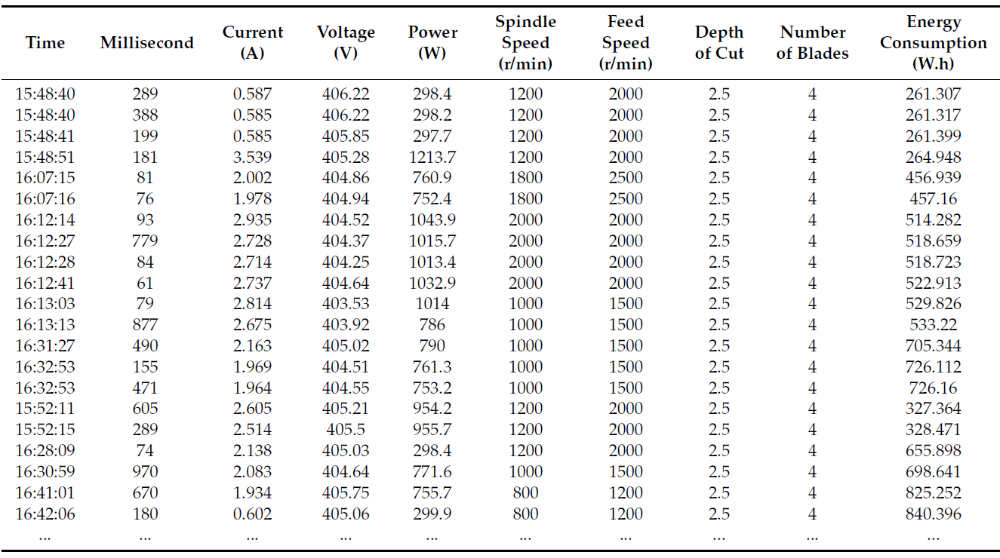 Time Millisecond Current (A) Voltage (V) Power (W) Spindle Speed (r/min) Feed Speed (r/min) Depth of Cut Number of Blades Energy Consumption (W.h)
15:48:40 289 0.587 406.22 298.4 1200 2000 2.5 4 261.307
15:48:40 388 0.585 406.22 298.2 1200 2000 2.5 4 261.317
15:48:41 199 0.585 405.85 297.7 1200 2000 2.5 4 261.399
15:48:51 181 3.539 405.28 1213.7 1200 2000 2.5 4 264.948
16:07:15 81 2.002 404.86 760.9 1800 2500 2.5 4 456.939
16:07:16 76 1.978 404.94 752.4 1800 2500 2.5 4 457.16
16:12:14 93 2.935 404.52 1043.9 2000 2000 2.5 4 514.282
16:12:27 779 2.728 404.37 1015.7 2000 2000 2.5 4 518.659
16:12:28 84 2.714 404.25 1013.4 2000 2000 2.5 4 518.723
16:12:41 61 2.737 404.64 1032.9 2000 2000 2.5 4 522.913
16:13:03 79 2.814 403.53 1014 1000 1500 2.5 4 529.826
16:13:13 877 2.675 403.92 786 1000 1500 2.5 4 533.22
16:31:27 490 2.163 405.02 790 1000 1500 2.5 4 705.344
16:32:53 155 1.969 404.51 761.3 1000 1500 2.5 4 726.112
16:32:53 471 1.964 404.55 753.2 1000 1500 2.5 4 726.16
15:52:11 605 2.605 405.21 954.2 1200 2000 2.5 4 327.364
15:52:15 289 2.514 405.5 955.7 1200 2000 2.5 4 328.471
16:28:09 74 2.138 405.03 298.4 1200 2000 2.5 4 655.898
16:30:59 970 2.083 404.64 771.6 1000 1500 2.5 4 698.641
16:41:01 670 1.934 405.75 755.7 800 1200 2.5 4 825.252
16:42:06 180 0.602 405.06 299.9 800 1200 2.5 4 840.396
... ... ... ... ... ... ... ... ... ...